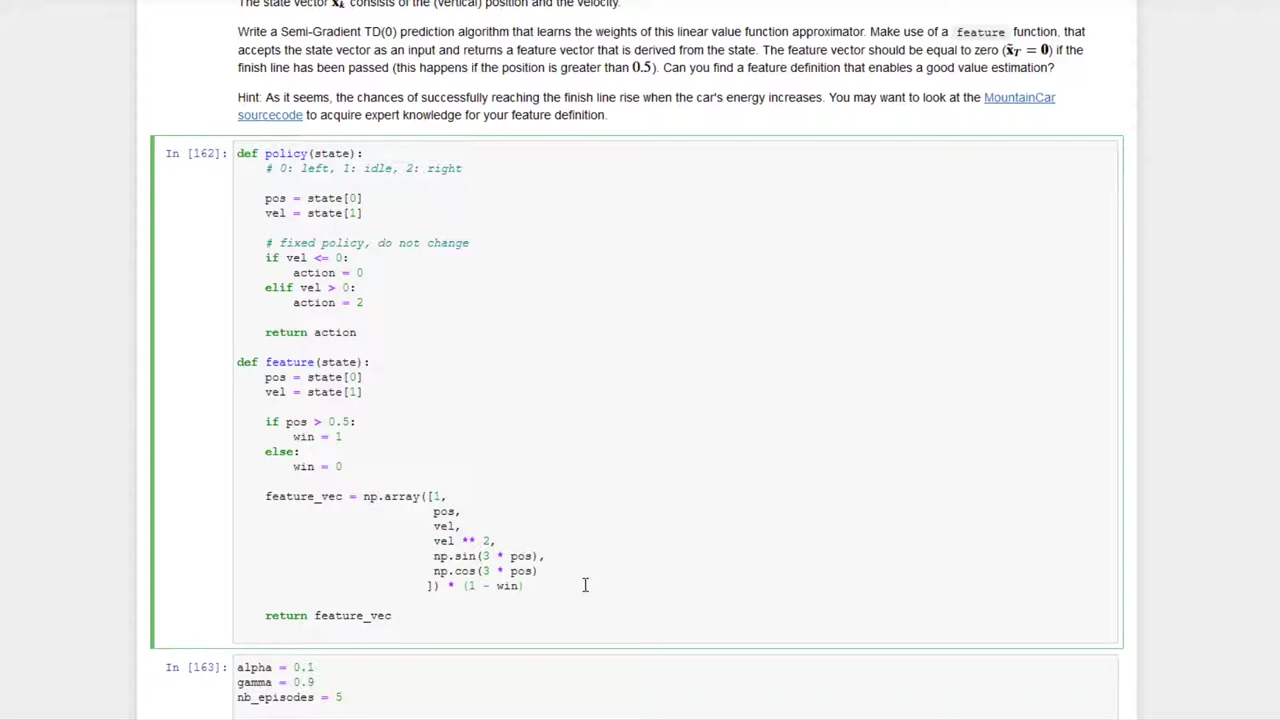 The state vector x̃ₖ consists of the (vertical) position and the velocity.
Write a Semi-Gradient TD(0) prediction algorithm that learns the weights of this linear value function approximator. Make use of a feature function, that
accepts the state vector as an input and returns a feature vector that is derived from the state. The feature vector should be equal to zero (x̃_T = 0) if the
finish line has been passed (this happens if the position is greater than 0.5). Can you find a feature definition that enables a good value estimation?
Hint: As it seems, the chances of successfully reaching the finish line rise when the car's energy increases. You may want to look at the MountainCar
sourcecode to acquire expert knowledge for your feature definition.
In [162]: def policy(state):
# 0: left, 1: idle, 2: right
pos = state[0]
vel = state[1]
# fixed policy, do not change
if vel <= 0:
action = 0
elif vel > 0:
action = 2
return action
def feature(state):
pos = state[0]
vel = state[1]
if pos > 0.5:
win = 1
else:
win = 0
feature_vec = np.array([1,
pos,
vel,
vel ** 2,
np.sin(3 * pos),
np.cos(3 * pos)
]) * (1 - win)
return feature_vec
In [163]: alpha = 0.1
gamma = 0.9
nb_episodes = 5